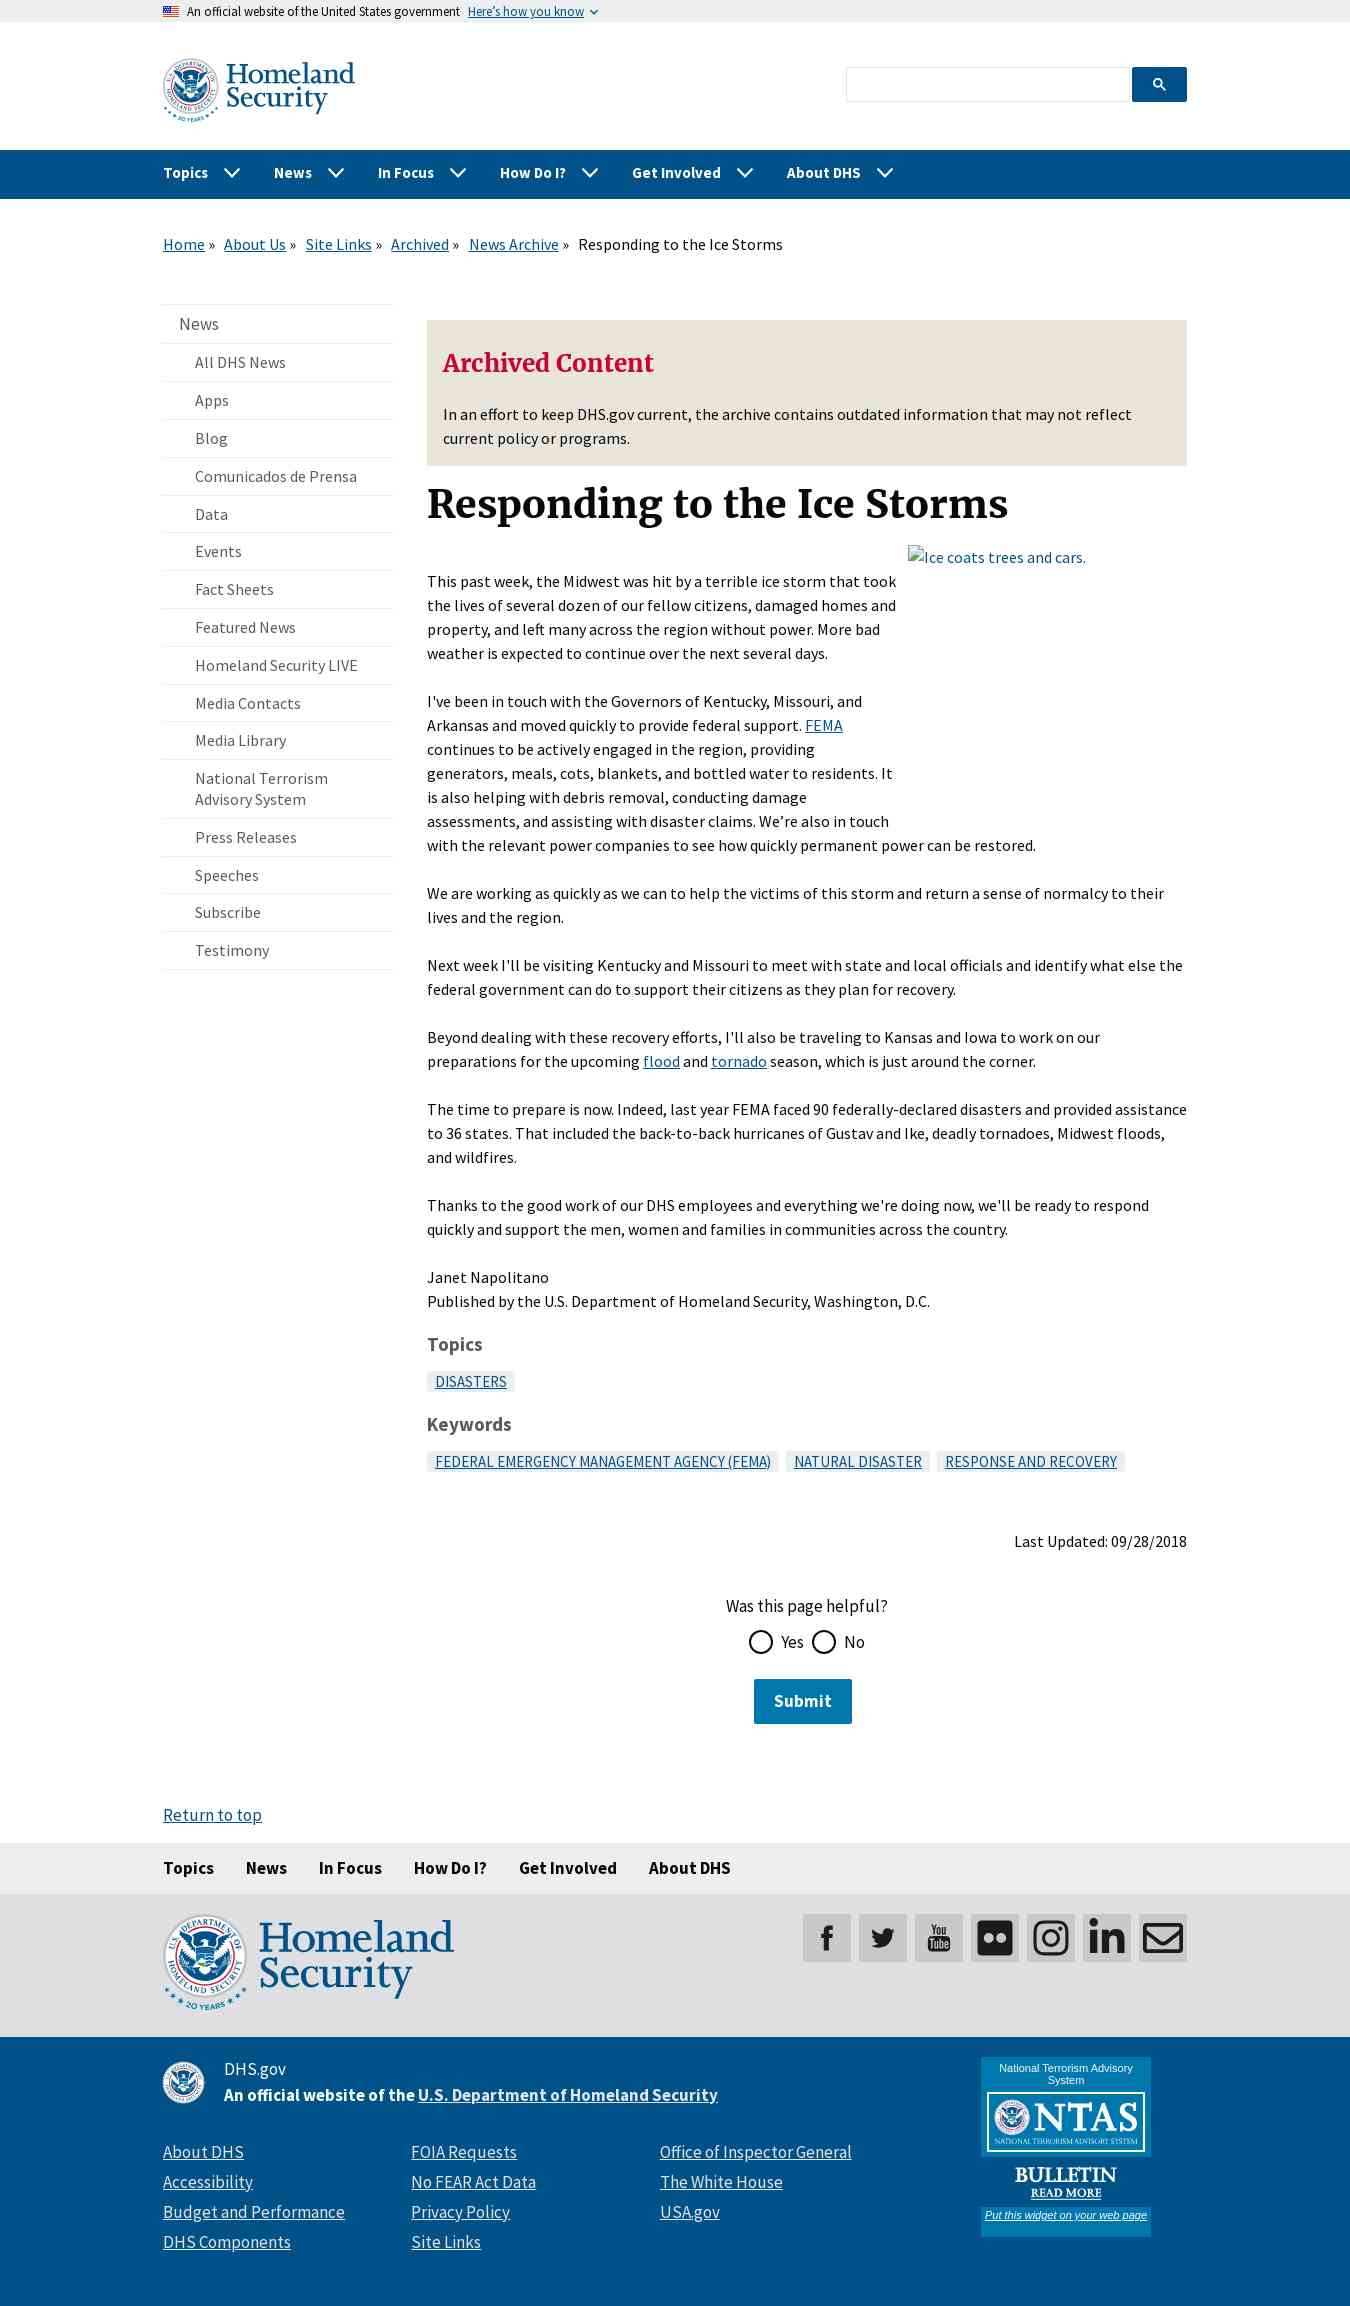 An official website of the United States government Here’s how you know
Homeland
Security
U.S. DEPARTMENT OF HOMELAND SECURITY
20 YEARS
Topics News In Focus How Do I? Get Involved About DHS
Home » About Us » Site Links » Archived » News Archive » Responding to the Ice Storms
News
All DHS News
Apps
Blog
Comunicados de Prensa
Data
Events
Fact Sheets
Featured News
Homeland Security LIVE
Media Contacts
Media Library
National Terrorism
Advisory System
Press Releases
Speeches
Subscribe
Testimony
Archived Content
In an effort to keep DHS.gov current, the archive contains outdated information that may not reflect
current policy or programs.
Responding to the Ice Storms
Ice coats trees and cars.
This past week, the Midwest was hit by a terrible ice storm that took
the lives of several dozen of our fellow citizens, damaged homes and
property, and left many across the region without power. More bad
weather is expected to continue over the next several days.
I've been in touch with the Governors of Kentucky, Missouri, and
Arkansas and moved quickly to provide federal support. FEMA
continues to be actively engaged in the region, providing
generators, meals, cots, blankets, and bottled water to residents. It
is also helping with debris removal, conducting damage
assessments, and assisting with disaster claims. We’re also in touch
with the relevant power companies to see how quickly permanent power can be restored.
We are working as quickly as we can to help the victims of this storm and return a sense of normalcy to their
lives and the region.
Next week I'll be visiting Kentucky and Missouri to meet with state and local officials and identify what else the
federal government can do to support their citizens as they plan for recovery.
Beyond dealing with these recovery efforts, I'll also be traveling to Kansas and Iowa to work on our
preparations for the upcoming flood and tornado season, which is just around the corner.
The time to prepare is now. Indeed, last year FEMA faced 90 federally-declared disasters and provided assistance
to 36 states. That included the back-to-back hurricanes of Gustav and Ike, deadly tornadoes, Midwest floods,
and wildfires.
Thanks to the good work of our DHS employees and everything we're doing now, we'll be ready to respond
quickly and support the men, women and families in communities across the country.
Janet Napolitano
Published by the U.S. Department of Homeland Security, Washington, D.C.
Topics
DISASTERS
Keywords
FEDERAL EMERGENCY MANAGEMENT AGENCY (FEMA) NATURAL DISASTER RESPONSE AND RECOVERY
Last Updated: 09/28/2018
Was this page helpful?
Yes No
Submit
Return to top
Topics News In Focus How Do I? Get Involved About DHS
U.S. DEPARTMENT OF HOMELAND SECURITY
20 YEARS
Homeland
Security
You
Tube
in
DHS.gov
An official website of the U.S. Department of Homeland Security
About DHS
Accessibility
Budget and Performance
DHS Components
FOIA Requests
No FEAR Act Data
Privacy Policy
Site Links
Office of Inspector General
The White House
USA.gov
National Terrorism Advisory
System
NTAS
NATIONAL TERRORISM ADVISORY SYSTEM
BULLETIN
READ MORE
Put this widget on your web page